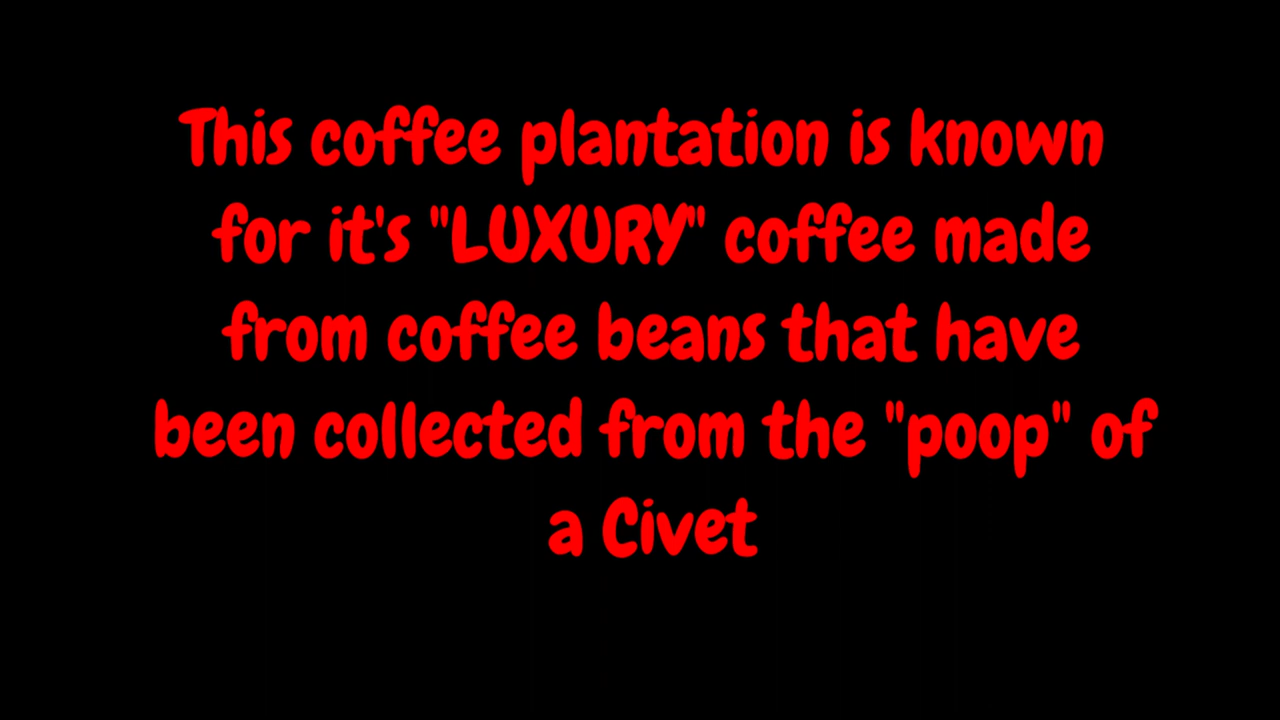 This coffee plantation is known
for it's "LUXURY" coffee made
from coffee beans that have
been collected from the "poop" of
a Civet